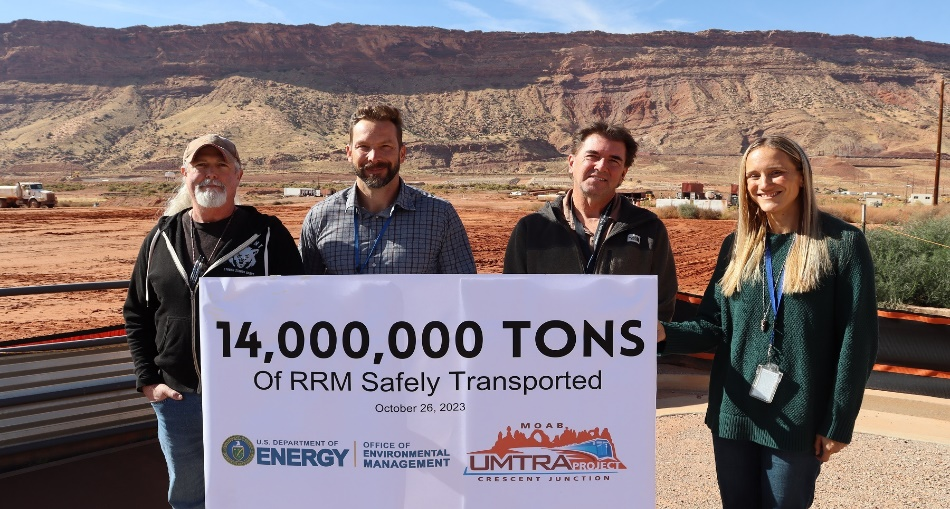 14,000,000 TONS
Of RRM Safely Transported
October 26, 2023
U.S. DEPARTMENT OF
ENERGY
OFFICE OF
ENVIRONMENTAL
MANAGEMENT
MOAB
UMTRA PROJECT
CRESCENT JUNCTION